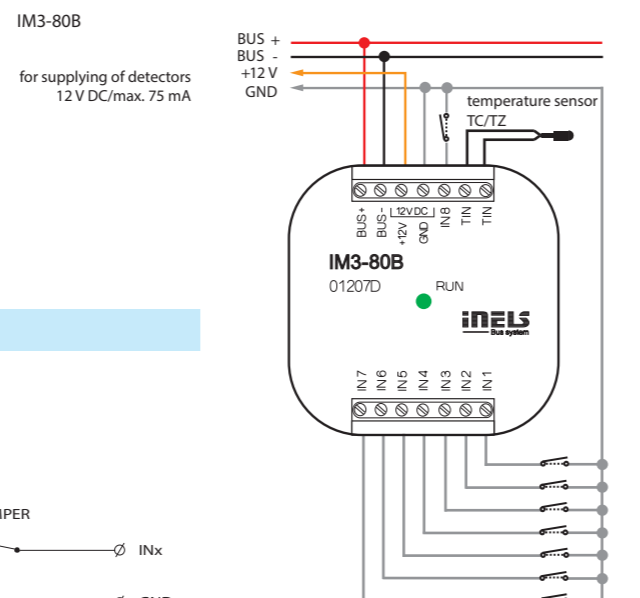 IM3-80B
BUS +
BUS -
+12 V
GND
for supplying of detectors
12 V DC/max. 75 mA
temperature sensor
TC/TZ
BUS+
BUS-
12V DC
+12V
GND
IN8
TIN
TIN
IM3-80B
01207D
RUN
iNELS
Bus system
IN7
IN6
IN5
IN4
IN3
IN2
IN1
MPER
INx
GND